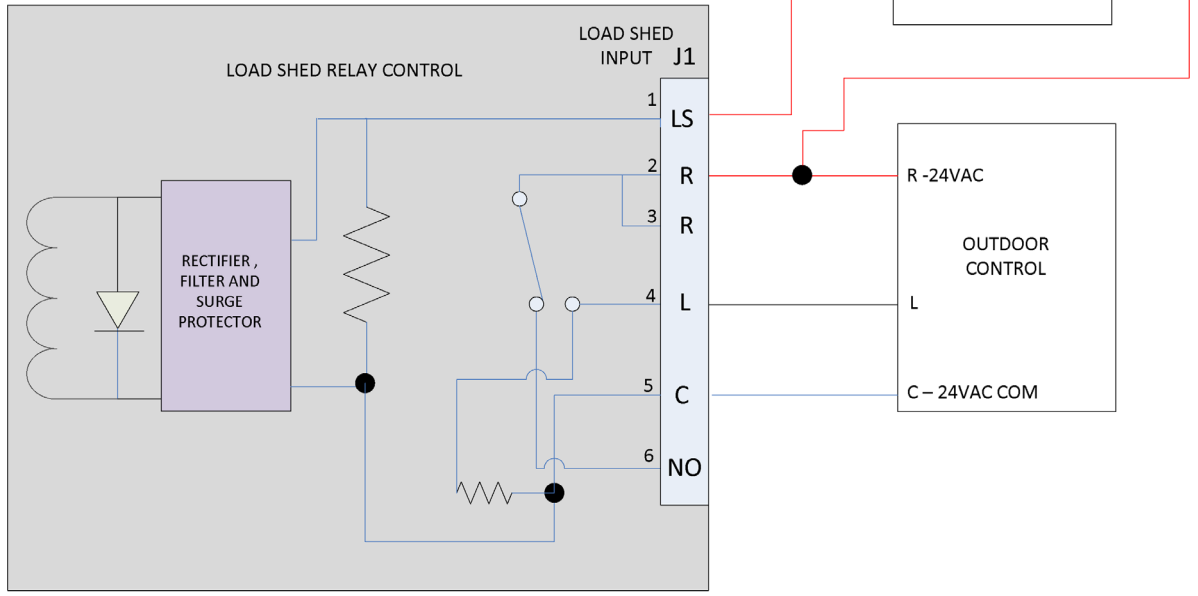 LOAD SHED
INPUT
J1
LOAD SHED RELAY CONTROL
1
LS
2
R
3
R
4
L
5
C
6
NO
RECTIFIER ,
FILTER AND
SURGE
PROTECTOR
R -24VAC
OUTDOOR
CONTROL
L
C – 24VAC COM